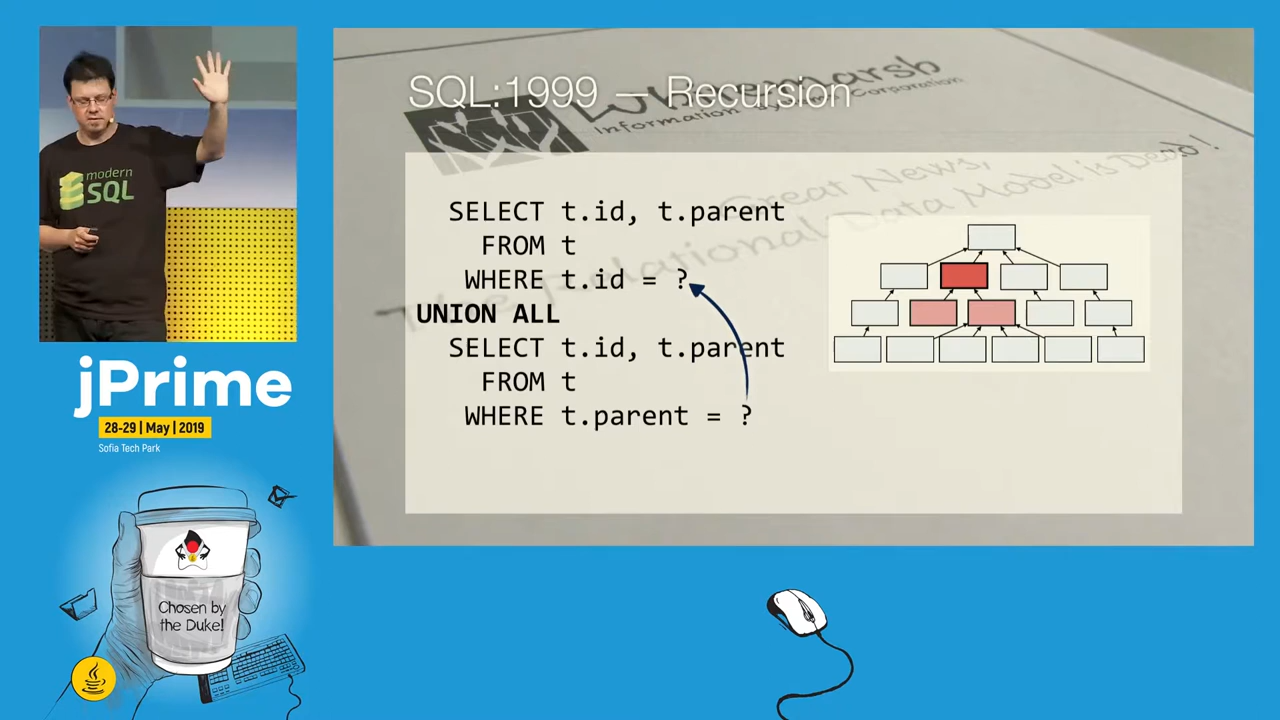 modern
SQL
jPrime
28-29 | May | 2019
Sofia Tech Park
Chosen by
the Duke!
SQL:1999 — Recursion
Whitemarsh
Information Systems Corporation
Great News,
The Relational Data Model is Dead!
SELECT t.id, t.parent
FROM t
WHERE t.id = ?
UNION ALL
SELECT t.id, t.parent
FROM t
WHERE t.parent = ?